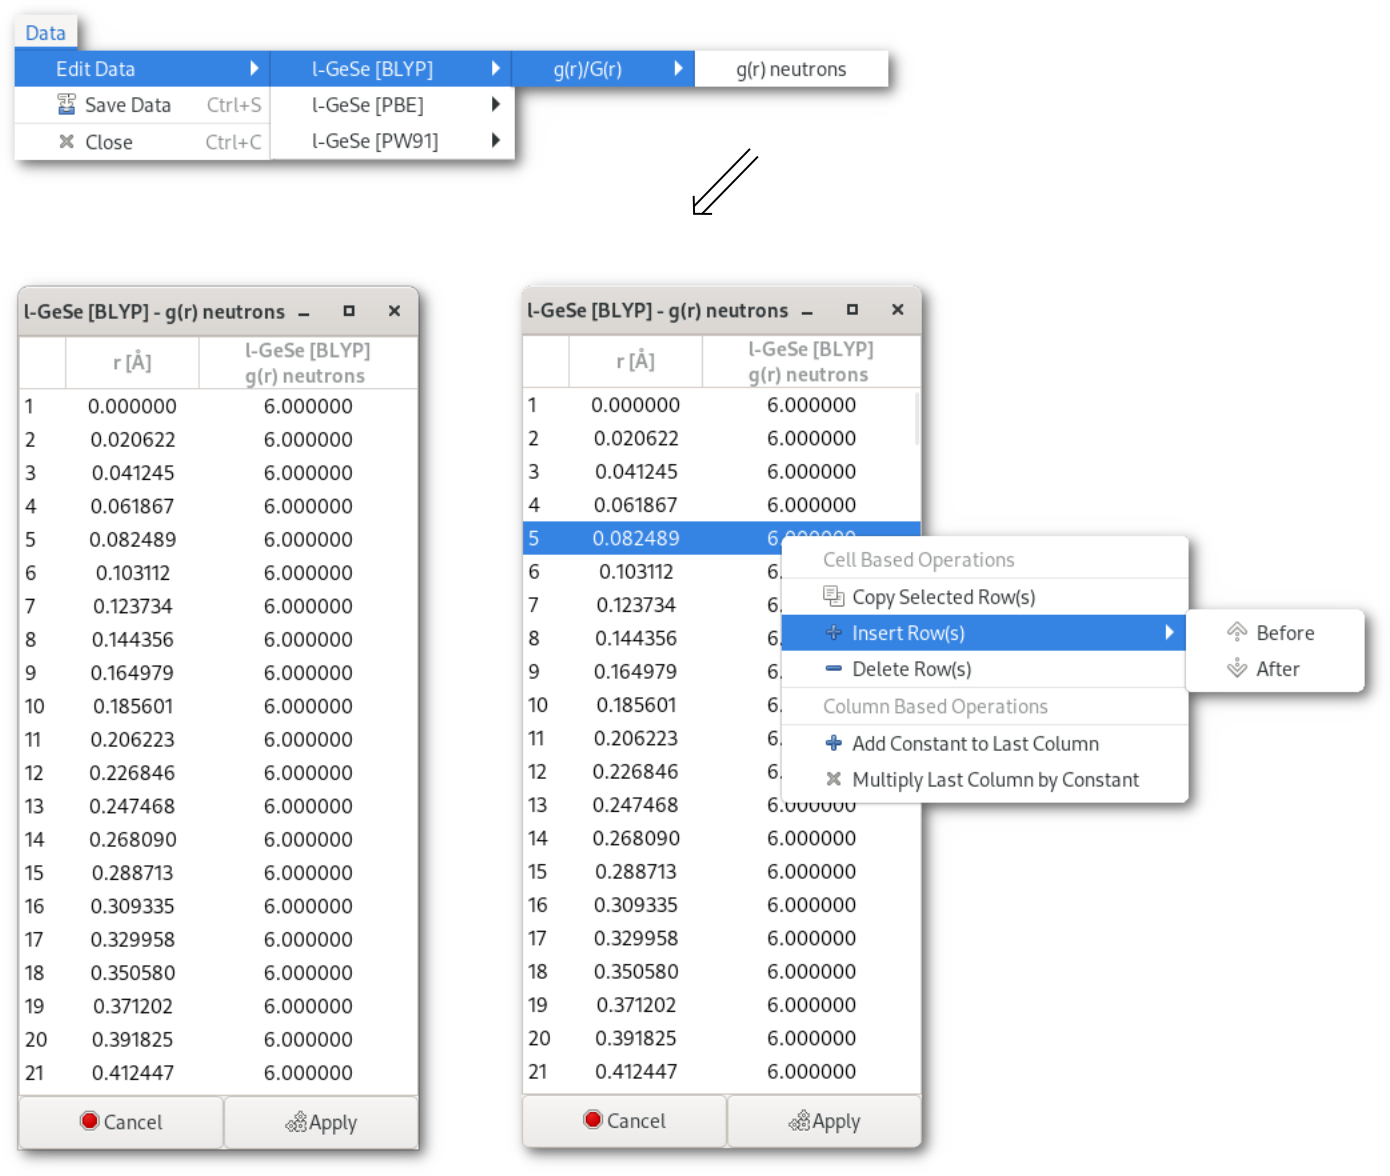 Data
Edit Data l-GeSe [BLYP] g(r)/G(r) g(r) neutrons
Save Data Ctrl+S l-GeSe [PBE]
Close Ctrl+C l-GeSe [PW91]
l-GeSe [BLYP] - g(r) neutrons
r [Å] l-GeSe [BLYP]
g(r) neutrons
1 0.000000 6.000000
2 0.020622 6.000000
3 0.041245 6.000000
4 0.061867 6.000000
5 0.082489 6.000000
6 0.103112 6.000000
7 0.123734 6.000000
8 0.144356 6.000000
9 0.164979 6.000000
10 0.185601 6.000000
11 0.206223 6.000000
12 0.226846 6.000000
13 0.247468 6.000000
14 0.268090 6.000000
15 0.288713 6.000000
16 0.309335 6.000000
17 0.329958 6.000000
18 0.350580 6.000000
19 0.371202 6.000000
20 0.391825 6.000000
21 0.412447 6.000000
Cancel Apply
l-GeSe [BLYP] - g(r) neutrons
r [Å] l-GeSe [BLYP]
g(r) neutrons
1 0.000000 6.000000
2 0.020622 6.000000
3 0.041245 6.000000
4 0.061867 6.000000
5 0.082489 6.000000
6 0.103112 6.
7 0.123734 6.
8 0.144356 6.
9 0.164979 6.
10 0.185601 6.
11 0.206223 6.
12 0.226846 6.
13 0.247468 6.000000
14 0.268090 6.000000
15 0.288713 6.000000
16 0.309335 6.000000
17 0.329958 6.000000
18 0.350580 6.000000
19 0.371202 6.000000
20 0.391825 6.000000
21 0.412447 6.000000
Cancel Apply
Cell Based Operations
Copy Selected Row(s)
Insert Row(s)
Delete Row(s)
Column Based Operations
Add Constant to Last Column
Multiply Last Column by Constant
Before
After